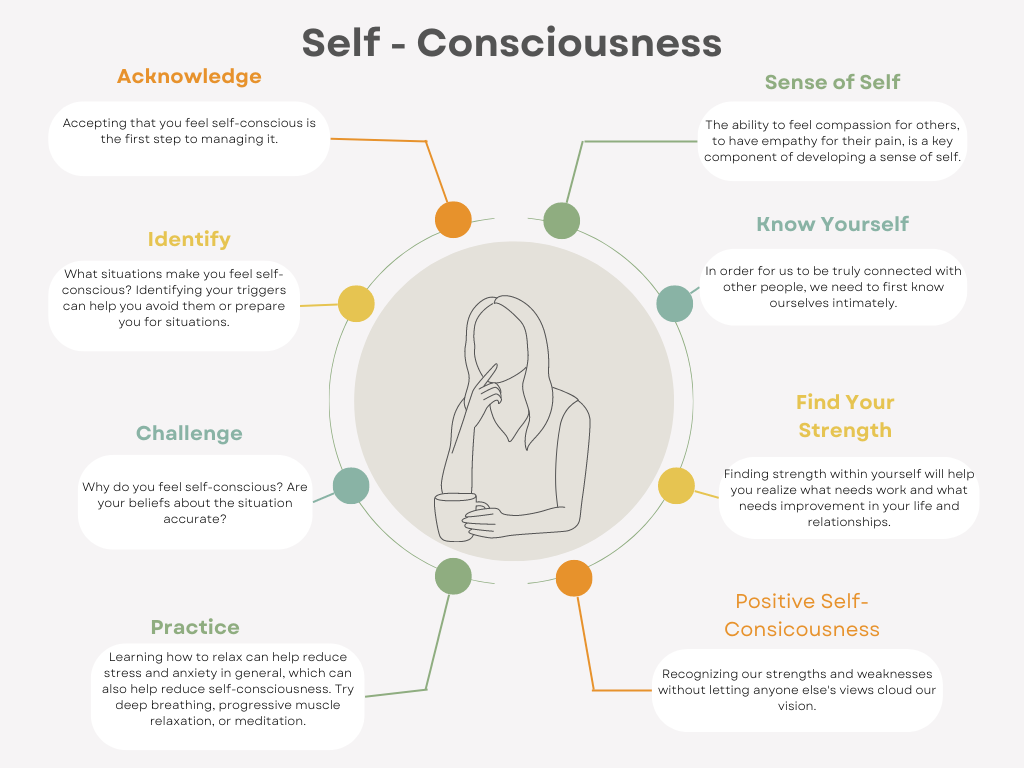 Self - Consciousness
Acknowledge
Accepting that you feel self-conscious is
the first step to managing it.
Identify
What situations make you feel self-
conscious? Identifying your triggers
can help you avoid them or prepare
you for situations.
Challenge
Why do you feel self-conscious? Are
your beliefs about the situation
accurate?
Practice
Learning how to relax can help reduce
stress and anxiety in general, which can
also help reduce self-consciousness. Try
deep breathing, progressive muscle
relaxation, or meditation.
Sense of Self
The ability to feel compassion for others,
to have empathy for their pain, is a key
component of developing a sense of self.
Know Yourself
In order for us to be truly connected with
other people, we need to first know
ourselves intimately.
Find Your
Strength
Finding strength within yourself will help
you realize what needs work and what
needs improvement in your life and
relationships.
Positive Self-
Consicousness
Recognizing our strengths and weaknesses
without letting anyone else's views cloud our
vision.